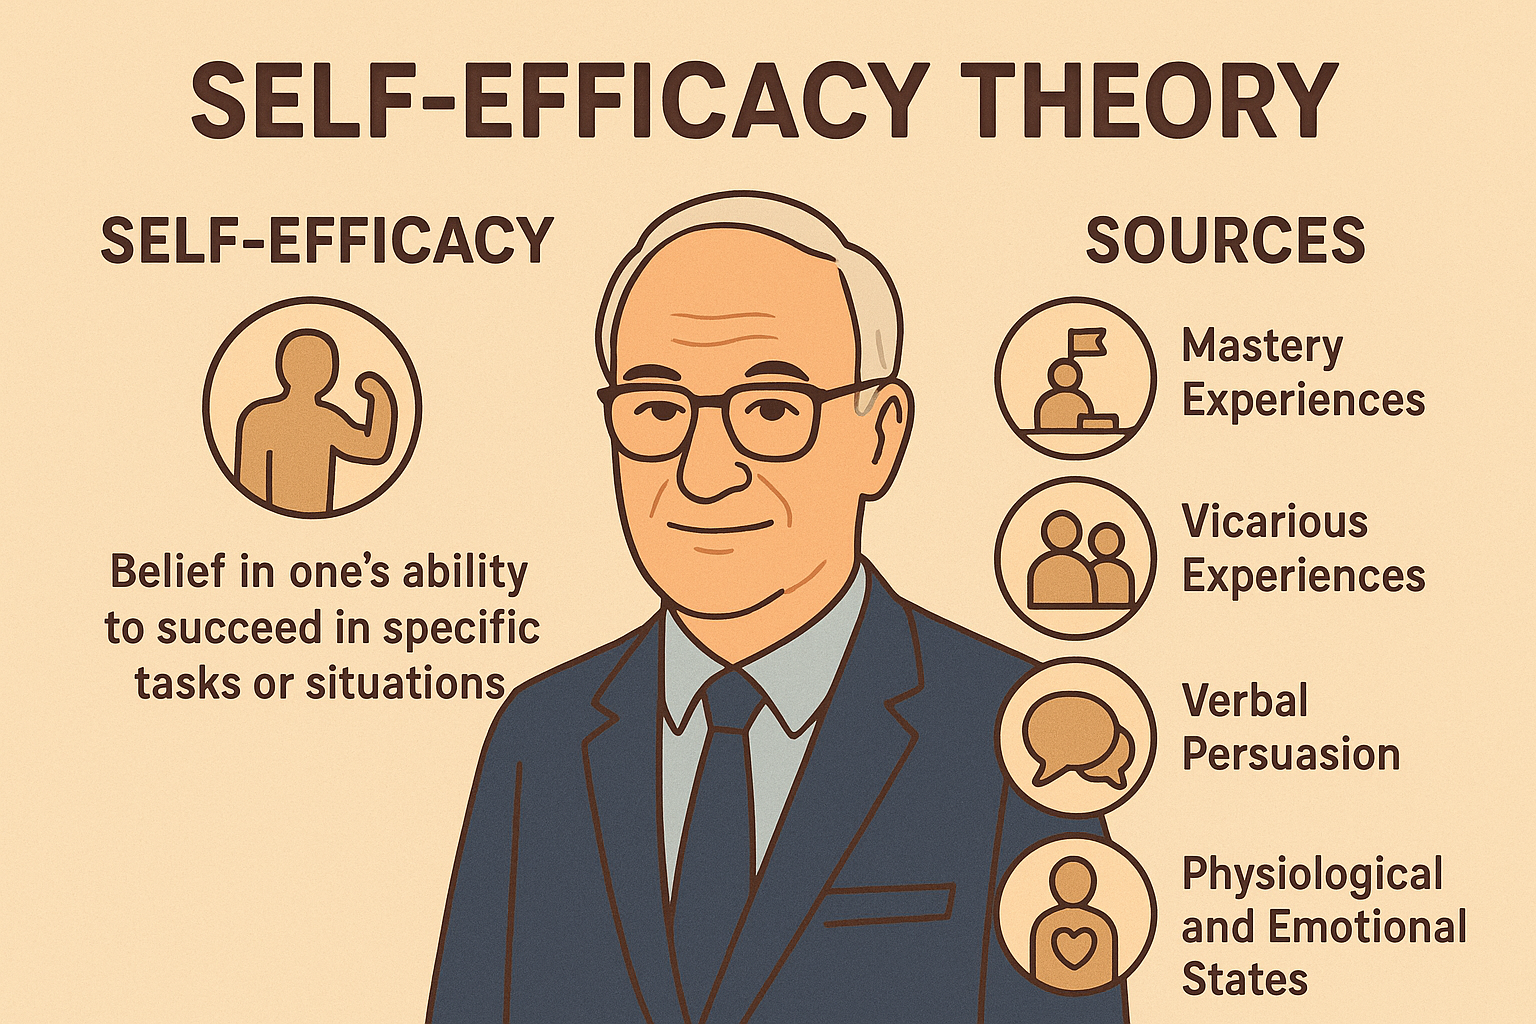 SELF-EFFICACY THEORY
SELF-EFFICACY
Belief in one’s ability
to succeed in specific
tasks or situations
SOURCES
Mastery
Experiences
Vicarious
Experiences
Verbal
Persuasion
Physiological
and Emotional
States